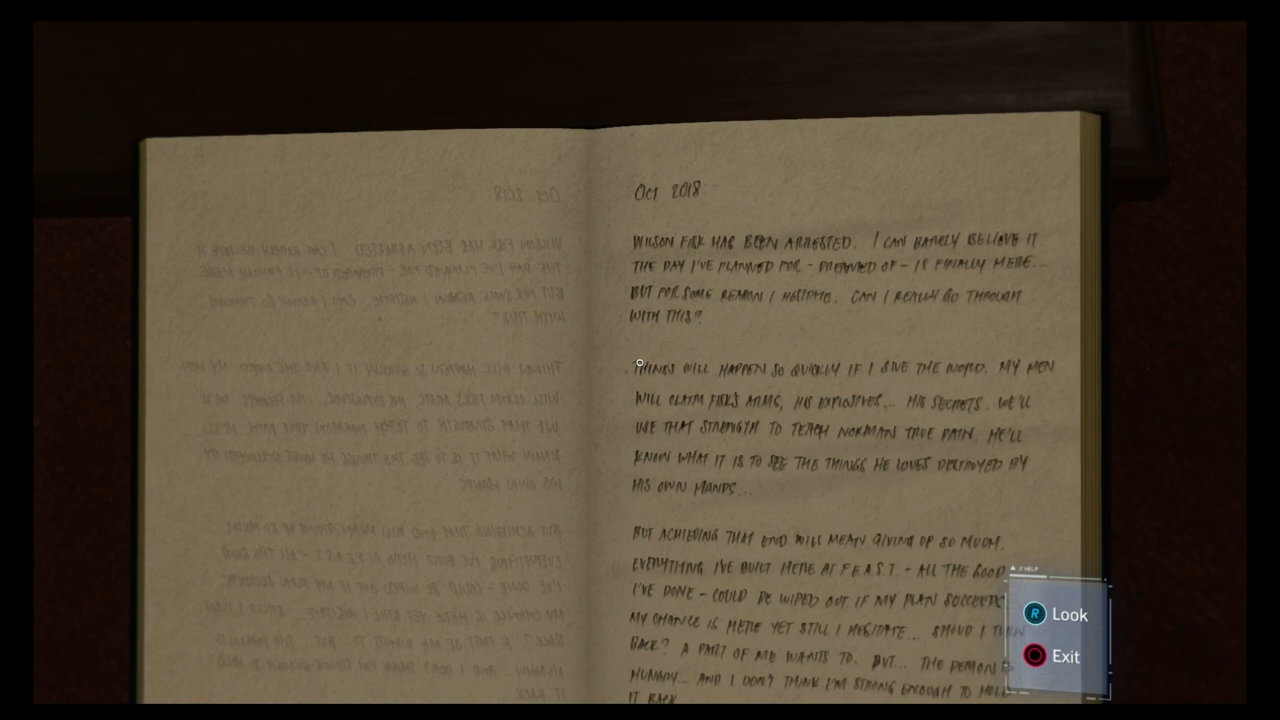 Oct 2018
WILSON FISK HAS BEEN ARRESTED. I CAN BARELY BELIEVE IT
THE DAY I'VE PLANNED FOR - DREAMED OF - IS FINALLY HERE...
BUT FOR SOME REASON I HESITATE. CAN I REALLY GO THROUGH
WITH THIS?
THINGS WILL HAPPEN SO QUICKLY IF I GIVE THE WORD. MY MEN
WILL CLAIM FISK'S ARMS, HIS EXPLOSIVES... HIS SECRETS. WE'LL
USE THAT STRENGTH TO TEACH NORMAN TRUE PAIN. HE'LL
KNOW WHAT IT IS TO SEE THE THINGS HE LOVES DESTROYED BY
HIS OWN HANDS...
BUT ACHIEVING THAT END WILL MEAN GIVING UP SO MUCH.
EVERYTHING I'VE BUILT HERE AT F.E.A.S.T. - ALL THE GOOD
I'VE DONE - COULD BE WIPED OUT IF MY PLAN SUCCEEDS
MY CHANCE IS HERE YET STILL I HESITATE... SHOULD I TURN
BACK? A PART OF ME WANTS TO. BUT... THE DEMON IS
HUNGRY... AND I DON'T THINK I'M STRONG ENOUGH TO HOLD
IT BACK
HELP
R Look
Exit